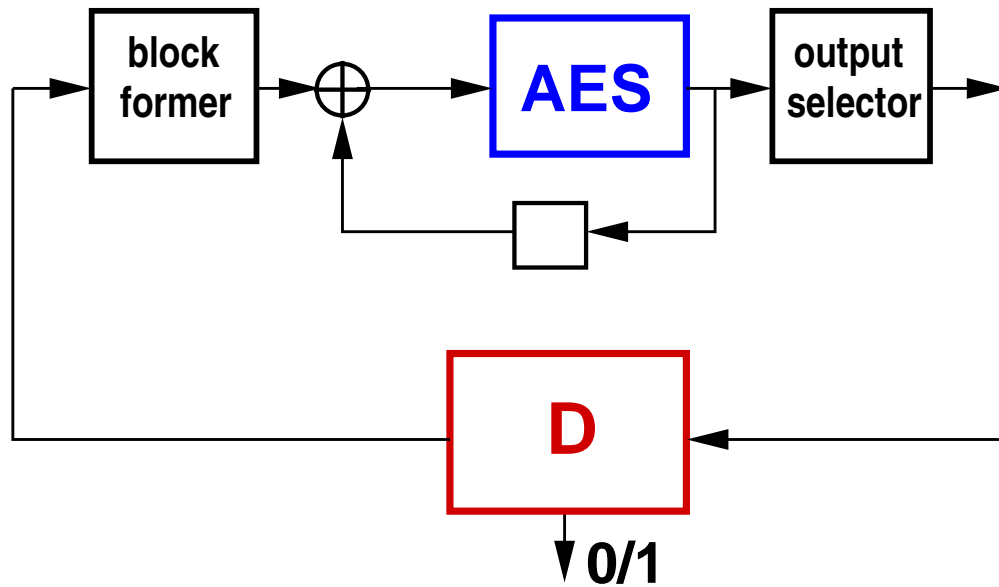 block
former
AES
output
selector
D
0/1